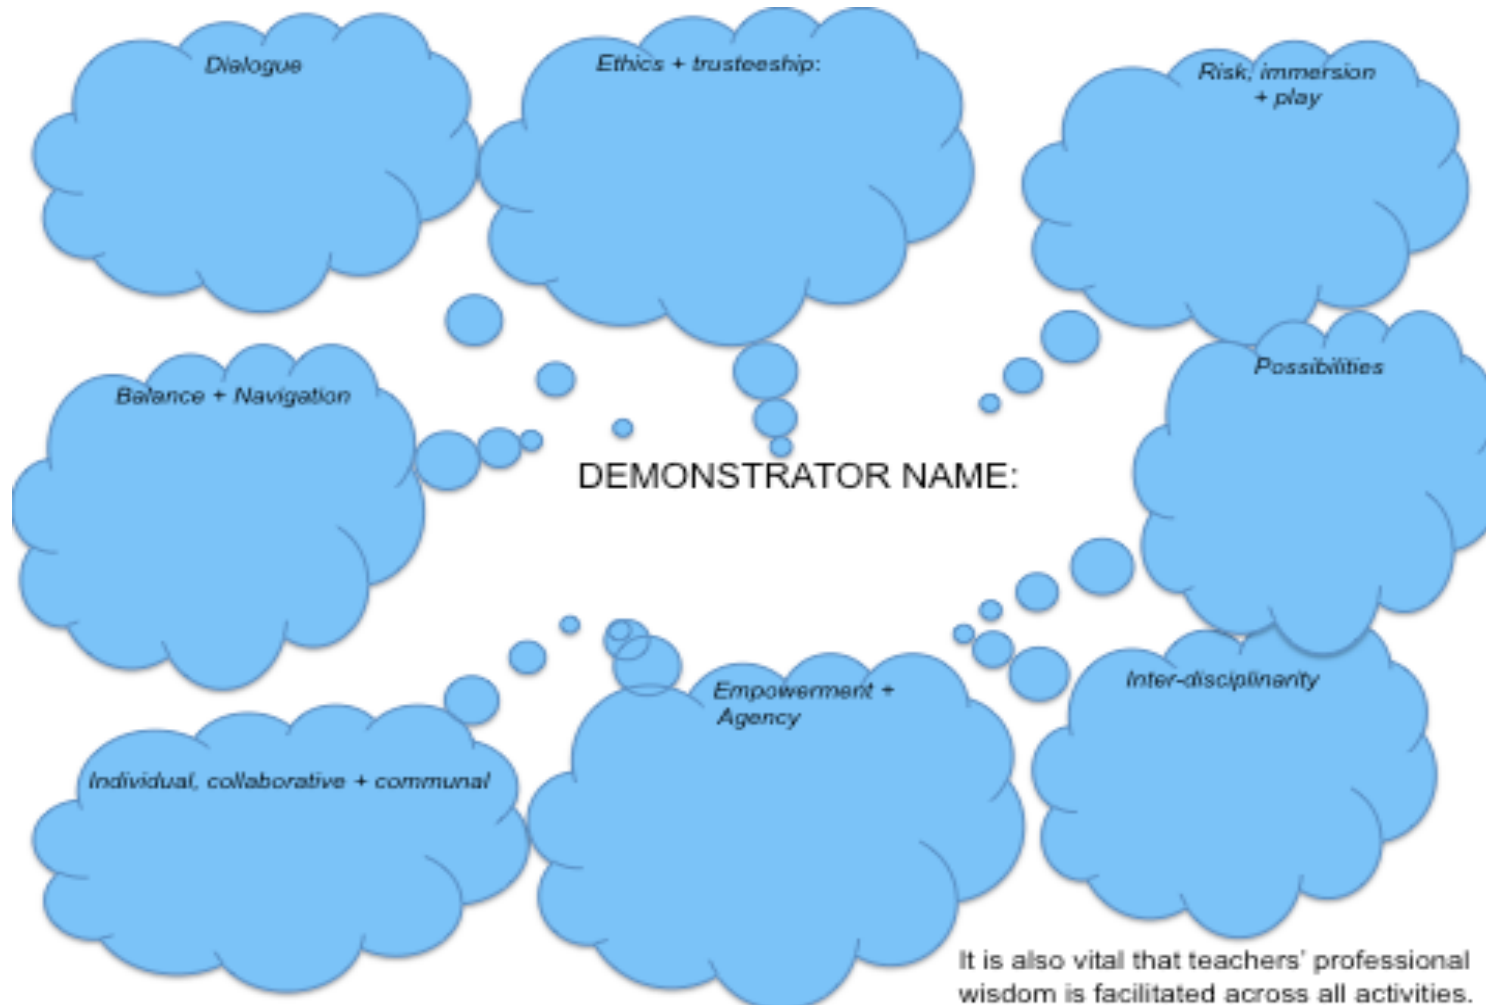 Dialogue
Ethics + trusteeship:
Risk, immersion
+ play
Balance + Navigation
Possibilities
DEMONSTRATOR NAME:
Individual, collaborative + communal
Empowerment +
Agency
Inter-disciplinarity
It is also vital that teachers' professional
wisdom is facilitated across all activities.